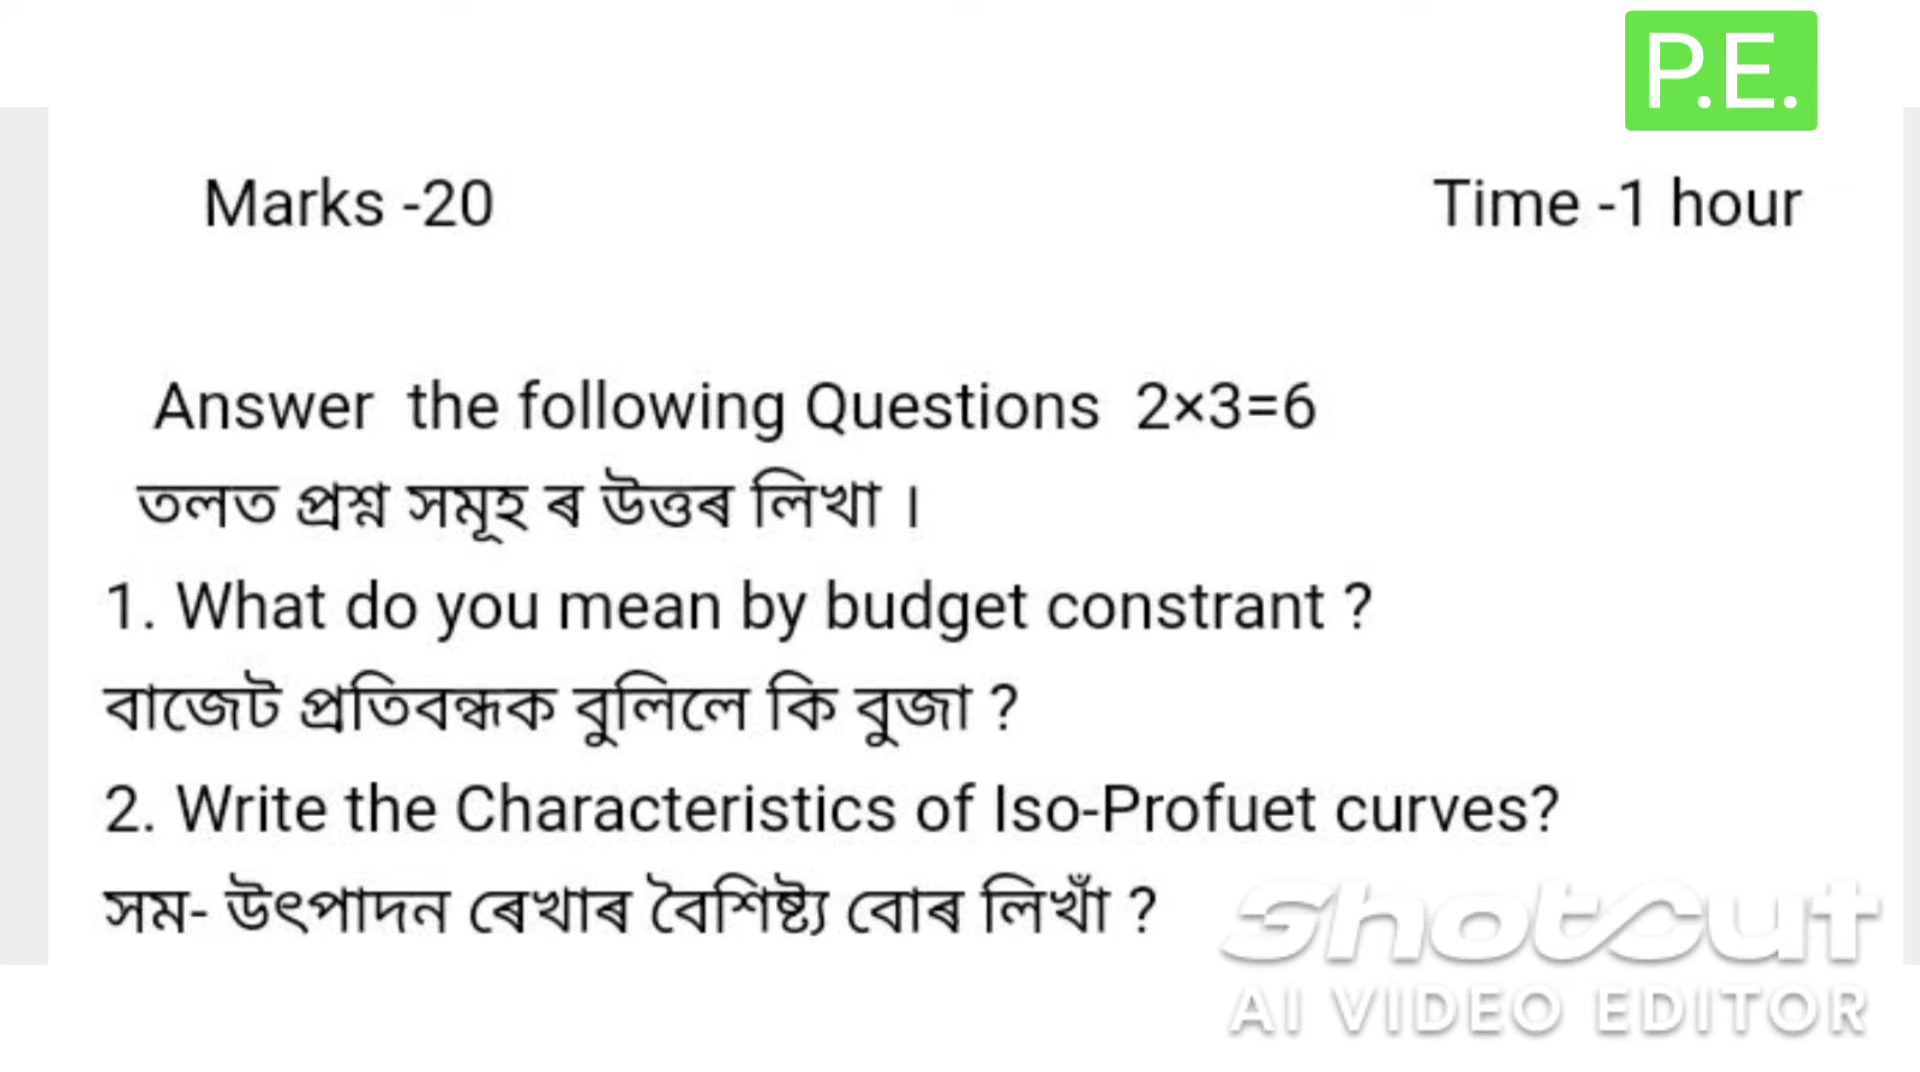 P.E.
Marks -20 Time -1 hour
Answer the following Questions 2×3=6
তলত প্ৰশ্ন সমূহ ৰ উত্তৰ লিখা ।
1. What do you mean by budget constrant ?
বাজেট প্ৰতিবন্ধক বুলিলে কি বুজা ?
2. Write the Characteristics of Iso-Profuet curves?
সম- উৎপাদন ৰেখাৰ বৈশিষ্ট্য বোৰ লিখাঁ ?
Shotcut
AI VIDEO EDITOR